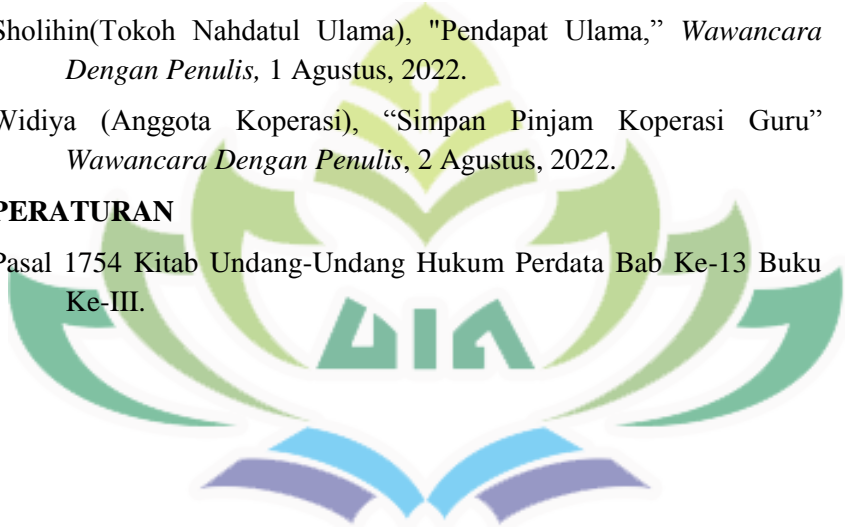 Sholihin(Tokoh Nahdatul Ulama), "Pendapat Ulama,” Wawancara
Dengan Penulis, 1 Agustus, 2022.
Widiya (Anggota Koperasi), “Simpan Pinjam Koperasi Guru”
Wawancara Dengan Penulis, 2 Agustus, 2022.
PERATURAN
Pasal 1754 Kitab Undang-Undang Hukum Perdata Bab Ke-13 Buku
Ke-III.
UIN